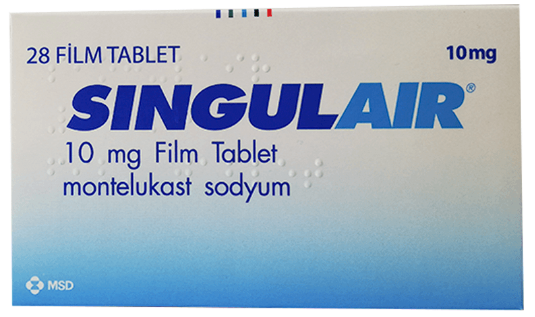 28 FİLM TABLET 10mg
SINGULAIR®
10 mg Film Tablet
montelukast sodyum
MSD